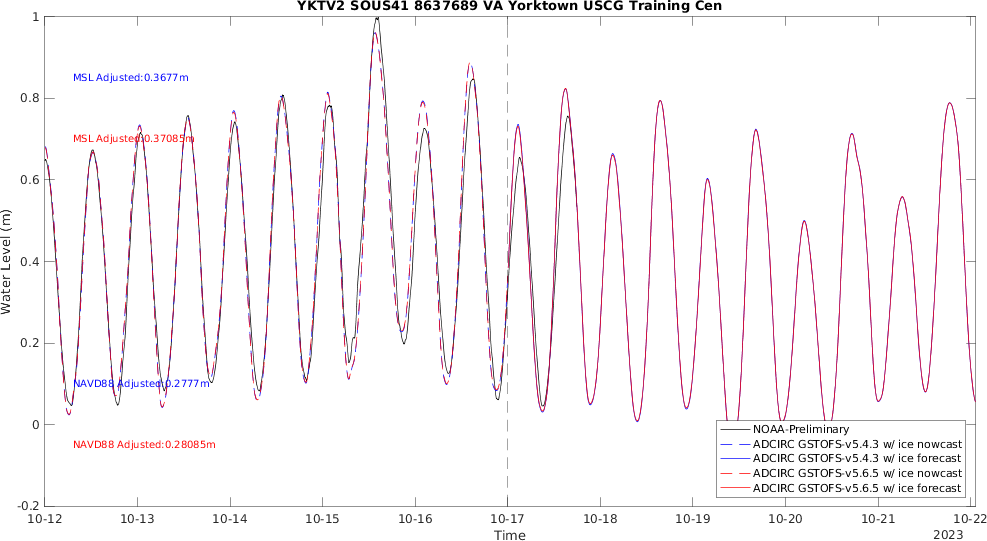 YKTV2 SOUS41 8637689 VA Yorktown USCG Training Cen
1
0.8
0.6
0.4
0.2
0
-0.2
Water Level (m)
MSL Adjusted:0.3677m
MSL Adjusted:0.37085m
NAVD88 Adjusted:0.2777m
NAVD88 Adjusted:0.28085m
NOAA-Preliminary
ADCIRC GSTOFS-v5.4.3 w/ ice nowcast
ADCIRC GSTOFS-v5.4.3 w/ ice forecast
ADCIRC GSTOFS-v5.6.5 w/ ice nowcast
ADCIRC GSTOFS-v5.6.5 w/ ice forecast
10-12 10-13 10-14 10-15 10-16 10-17 10-18 10-19 10-20 10-21 10-22
Time
2023